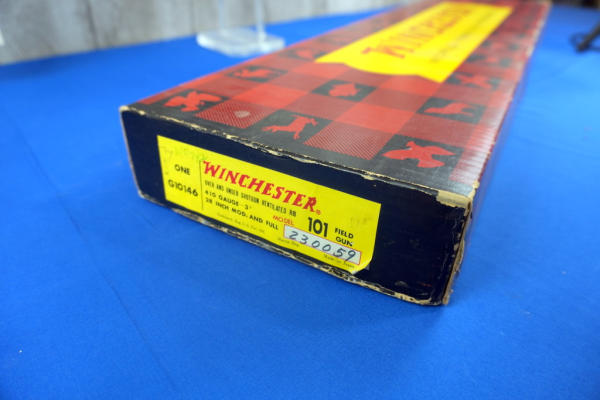 WINCHESTER
ONE
G10146
WINCHESTER
OVER AND UNDER SHOTGUN VENTILATED RIB
410 GAUGE-3"
28 INCH MOD. AND FULL
MODEL 101 FIELD GUN
230059